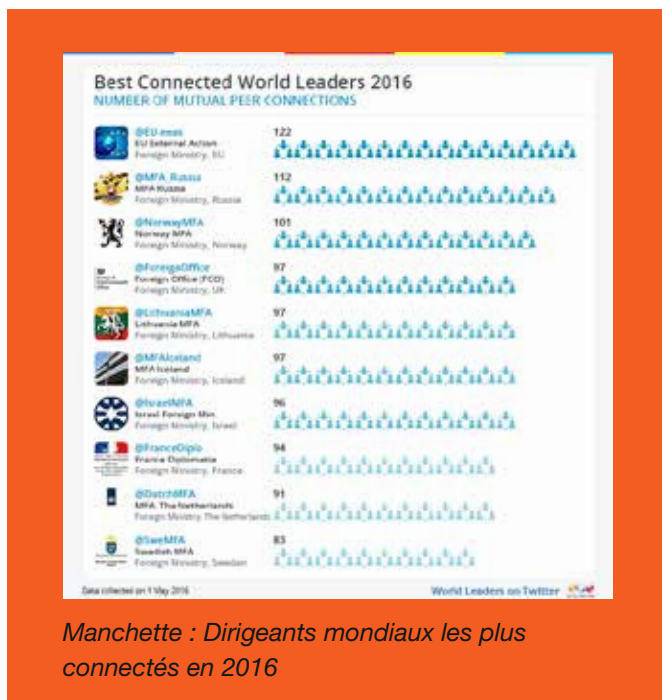 Best Connected World Leaders 2016
NUMBER OF MUTUAL PEER CONNECTIONS
@EU eeas
EU External Action
Foreign Ministry, EU
122
@MFA_Russia
MFA Russia
Foreign Ministry, Russia
112
@NorwayMFA
Norway MFA
Foreign Ministry, Norway
101
@ForeignOffice
Foreign Office (FCO)
Foreign Ministry, UK
97
@LithuaniaMFA
Lithuania MFA
Foreign Ministry, Lithuania
97
@MFAIceland
MFA Iceland
Foreign Ministry, Iceland
97
@IsraelMFA
Israel Foreign Min.
Foreign Ministry, Israel
96
@FranceDiplo
France Diplomatie
Foreign Ministry, France
94
@DutchMFA
MFA The Netherlands
Foreign Ministry, The Netherlands
91
@SweMFA
Swedish MFA
Foreign Ministry, Sweden
83
Data collected on 1 May 2016
World Leaders on Twitter
Manchette : Dirigeants mondiaux les plus
connectés en 2016